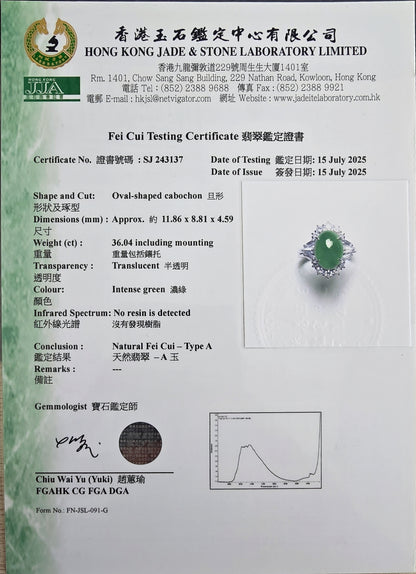 香港玉石鑑定中心有限公司
HONG KONG JADE & STONE LABORATORY LIMITED
香港九龍彌敦道229號周生生大厦1401室
Rm. 1401, Chow Sang Sang Building, 229 Nathan Road, Kowloon, Hong Kong
電話 Tel : (852) 2388 9688 傳真 Fax : (852) 2388 9921
電郵 E-mail : hkjsl@netvigator.com 網址 Website : www.jadeitelaboratory.com.hk
HONG KONG
JJA
Fei Cui Testing Certificate 翡翠鑑定證書
Certificate No. 證書號碼 : SJ 243137
Date of Testing 鑑定日期: 15 July 2025
Date of Issue 簽發日期: 15 July 2025
Shape and Cut: Oval-shaped cabochon 旦形
形狀及琢型
Dimensions (mm) : Approx. 約 11.86 x 8.81 x 4.59
尺寸
Weight (ct) : 36.04 including mounting
重量 重量包括鑲托
Transparency : Translucent 半透明
透明度
Colour: Intense green 濃綠
顏色
Infrared Spectrum: No resin is detected
紅外線光譜 沒有發現樹脂
Conclusion : Natural Fei Cui – Type A
鑑定結果 天然翡翠 – A 玉
Remarks : ---
備註
Gemmologist 寶石鑑定師
Chiu Wai Yu (Yuki) 趙蕙瑜
FGAHK CG FGA DGA
Form No.: FN-JSL-091-G